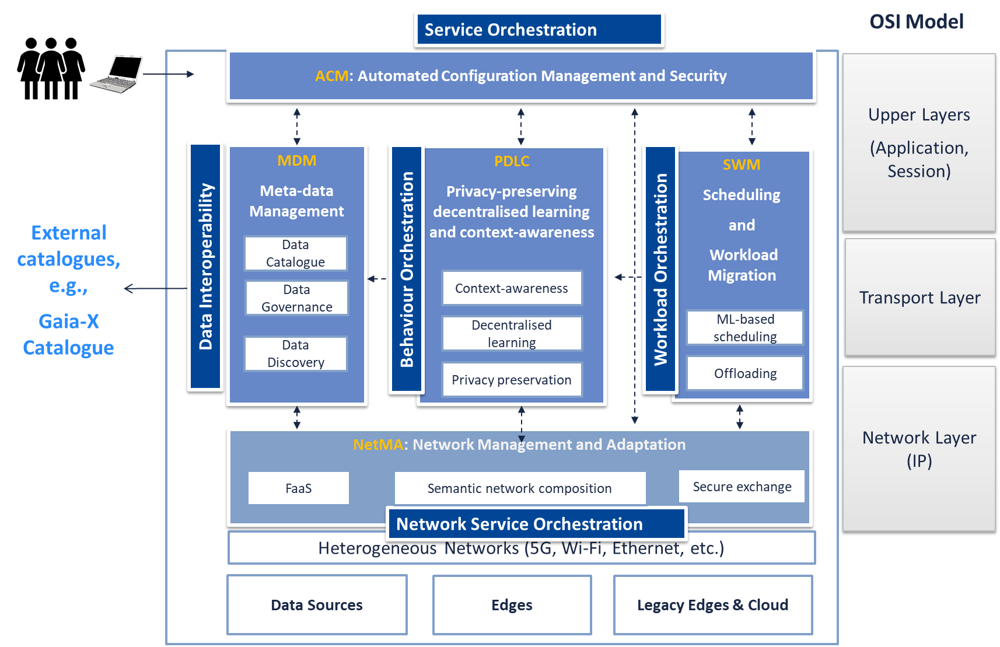 Service Orchestration
OSI Model
ACM: Automated Configuration Management and Security
Data Interoperability
MDM
Meta-data
Management
Data
Catalogue
Data
Governance
Data
Discovery
Behaviour Orchestration
PDLC
Privacy-preserving
decentralised learning
and context-awareness
Context-awareness
Decentralised
learning
Privacy preservation
Workload Orchestration
SWM
Scheduling
and
Workload
Migration
ML-based
scheduling
Offloading
External
catalogues,
e.g.,
Gaia-X
Catalogue
NetMA: Network Management and Adaptation
FaaS
Semantic network composition
Secure exchange
Network Service Orchestration
Heterogeneous Networks (5G, Wi-Fi, Ethernet, etc.)
Data Sources
Edges
Legacy Edges & Cloud
Upper Layers
(Application,
Session)
Transport Layer
Network Layer
(IP)